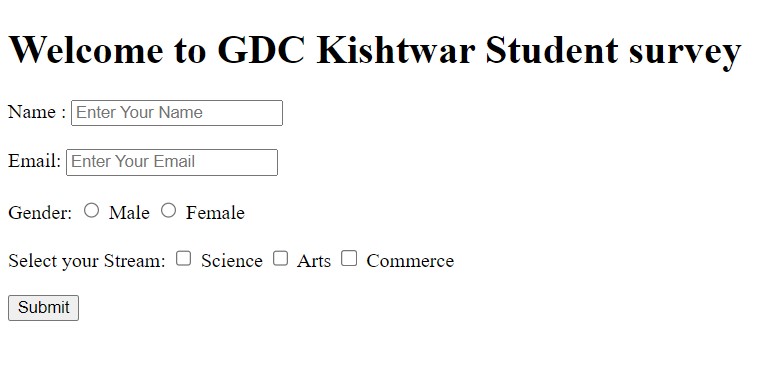 Welcome to GDC Kishtwar Student survey
Name : Enter Your Name
Email: Enter Your Email
Gender: Male Female
Select your Stream: Science Arts Commerce
Submit